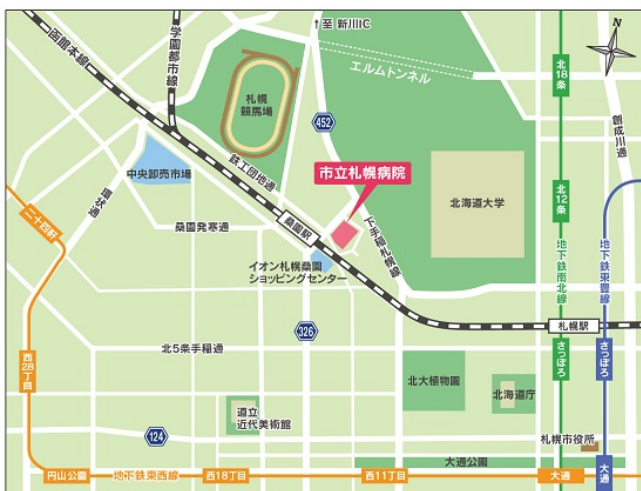 函館本線
学園都市線
↑至 新川IC
エルムトンネル
N
北18条
創成川通
札幌
競馬場
452
鉄工団地通
中央卸売市場
環状通
市立札幌病院
北海道大学
北12条
二十四軒
桑園発寒通
桑園駅
下手稲札幌線
地下鉄南北線
地下鉄東豊線
イオン札幌桑園
ショッピングセンター
326
札幌駅
北5条手稲通
さっぽろ
さっぽろ
西28丁目
北大植物園
北海道庁
道立
近代美術館
124
札幌市役所
大通公園
円山公園
地下鉄東西線
西18丁目
西11丁目
大通
大通